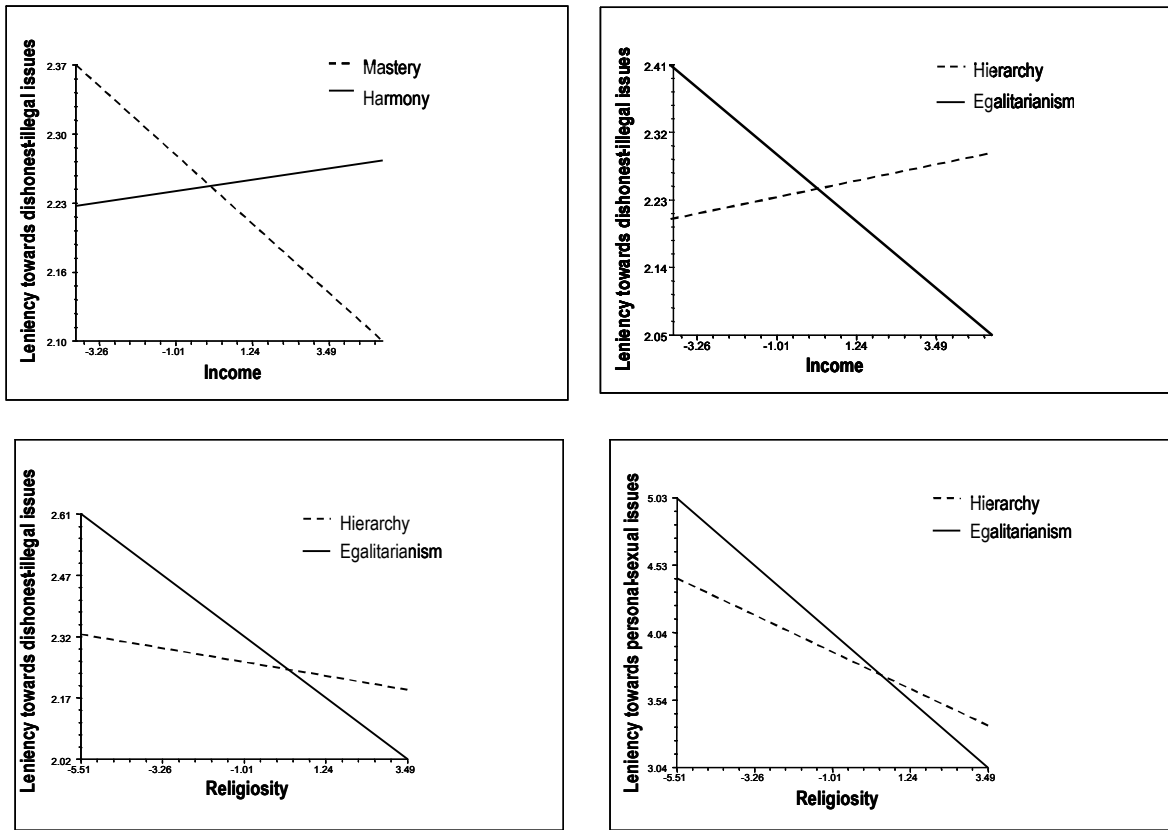 Leniency towards dishonest-illegal issues
2.37
2.30
2.23
2.16
2.10
-3.26
-1.01
1.24
3.49
Income
Mastery
Harmony
Leniency towards dishonest-illegal issues
2.41
2.32
2.23
2.14
2.05
-3.26
-1.01
1.24
3.49
Income
Hierarchy
Egalitarianism
Leniency towards dishonest-illegal issues
2.61
2.47
2.32
2.17
2.02
-5.51
-3.26
-1.01
1.24
3.49
Religiosity
Hierarchy
Egalitarianism
Leniency towards personal-sexual issues
5.03
4.53
4.04
3.54
3.04
-5.51
-3.26
-1.01
1.24
3.49
Religiosity
Hierarchy
Egalitarianism